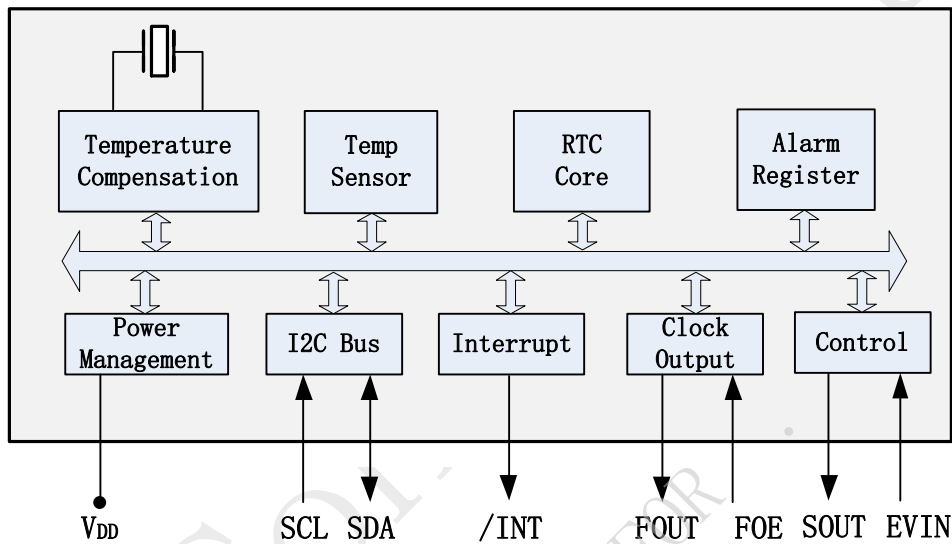 Temperature
Compensation
Temp
Sensor
RTC
Core
Alarm
Register
Power
Management
I2C Bus
Interrupt
Clock
Output
Control
VDD
SCL
SDA
/INT
FOUT
FOE
SOUT
EVIN